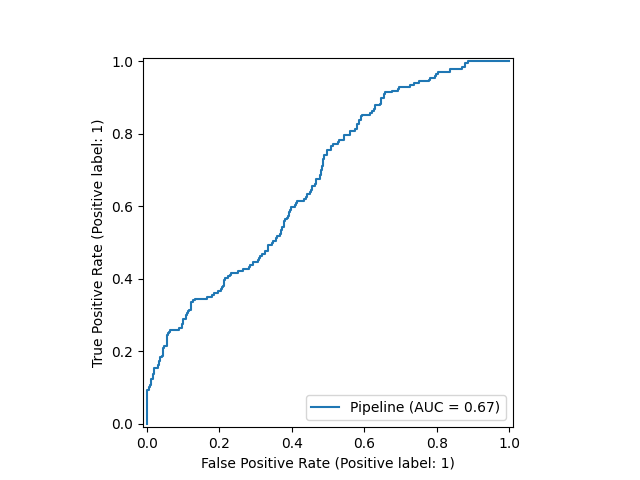 1.0
0.8
0.6
0.4
0.2
0.0
True Positive Rate (Positive label: 1)
Pipeline (AUC = 0.67)
0.0 0.2 0.4 0.6 0.8 1.0
False Positive Rate (Positive label: 1)